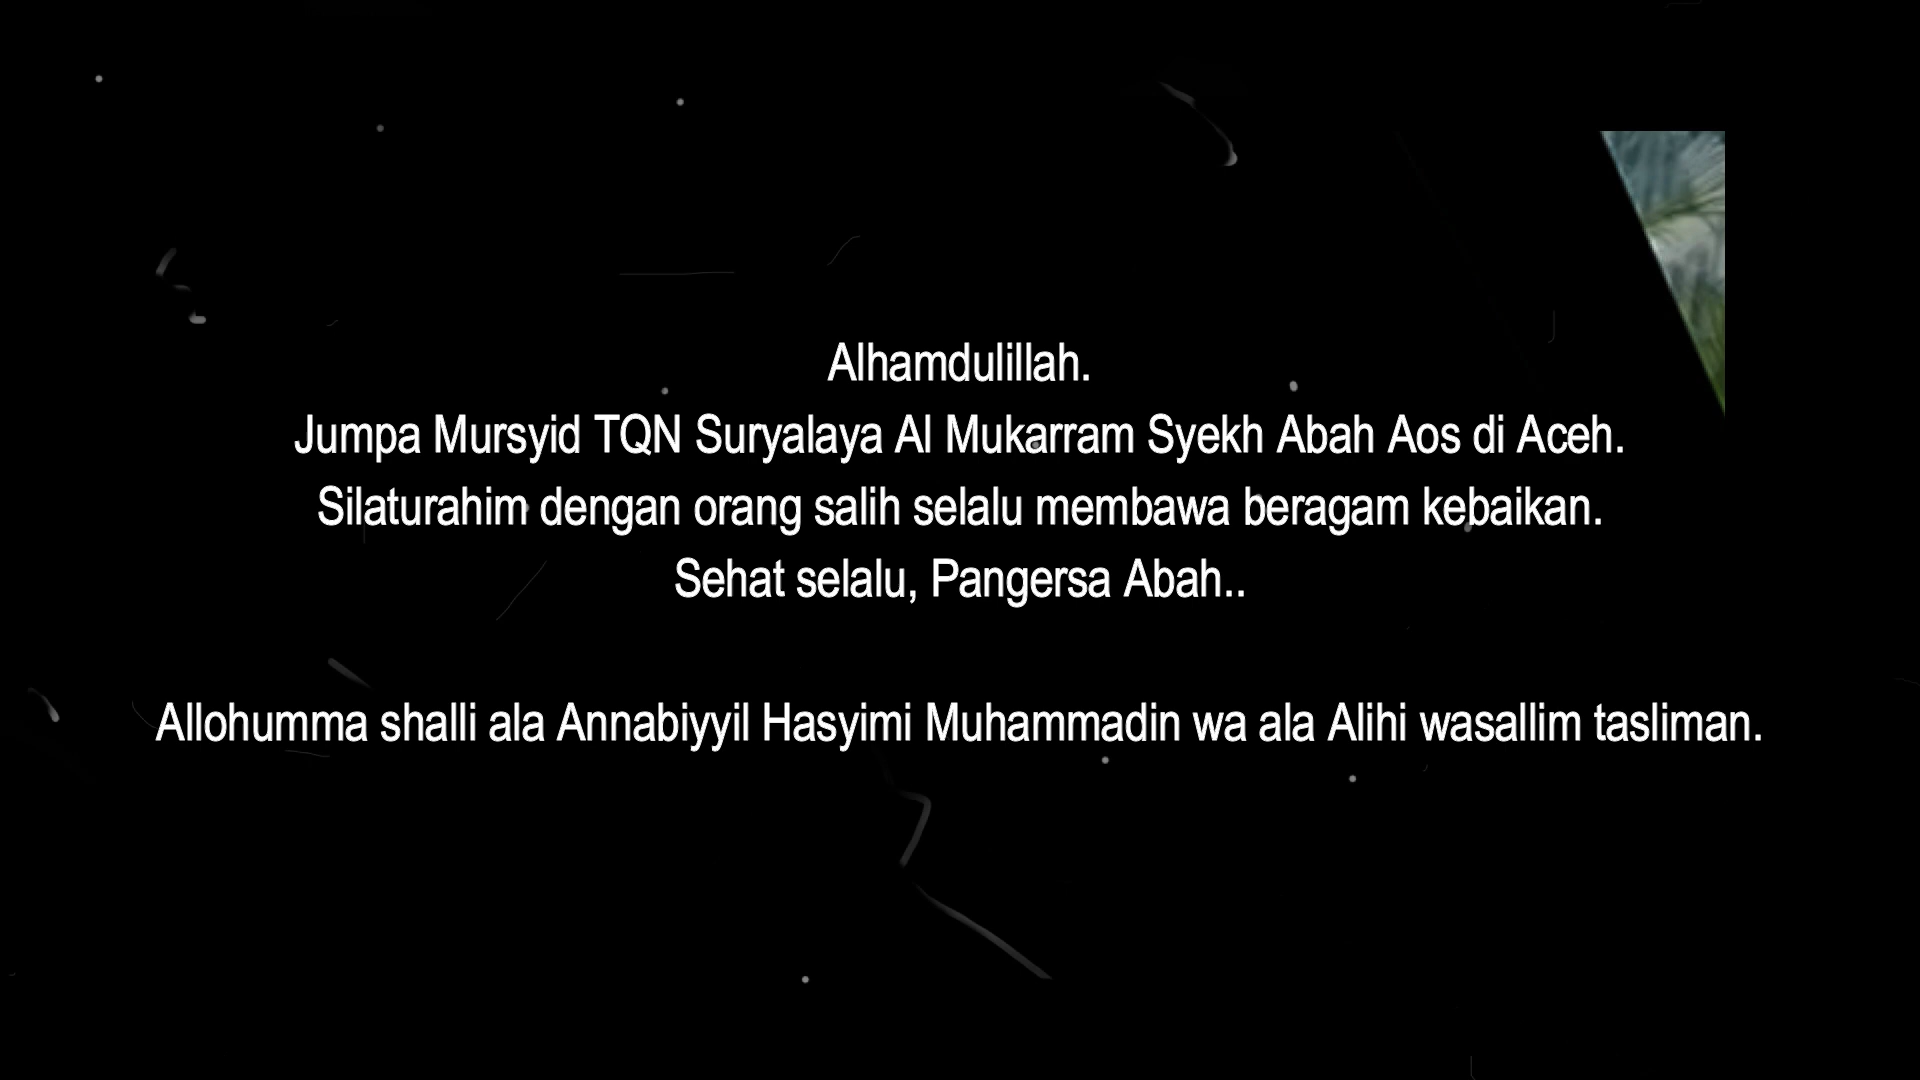 Alhamdulillah.
Jumpa Mursyid TQN Suryalaya Al Mukarram Syekh Abah Aos di Aceh.
Silaturahim dengan orang salih selalu membawa beragam kebaikan.
Sehat selalu, Pangersa Abah..
Allohumma shalli ala Annabiyyil Hasyimi Muhammadin wa ala Alihi wasallim tasliman.